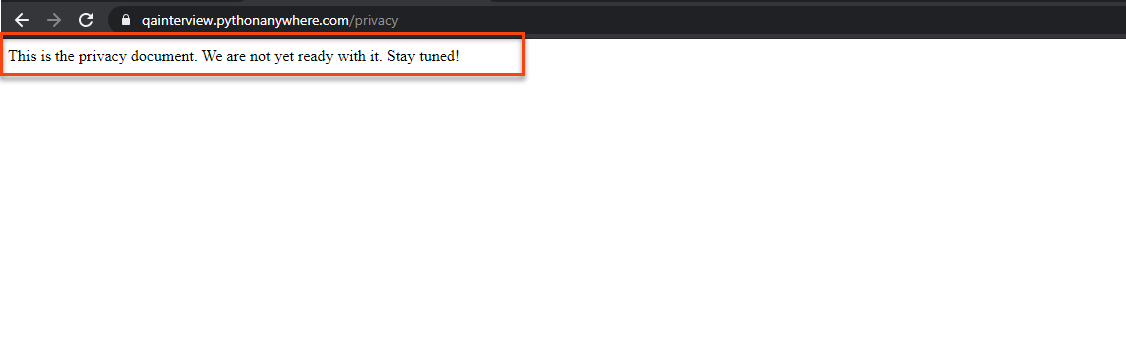 qainterview.pythonanywhere.com/privacy
This is the privacy document. We are not yet ready with it. Stay tuned!